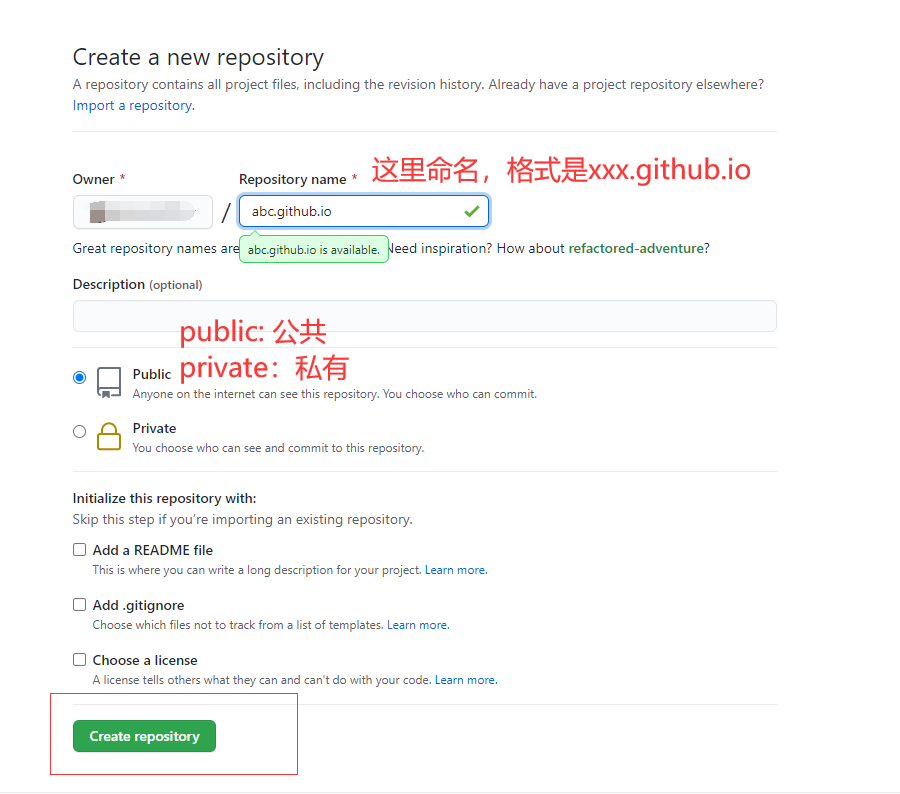 Create a new repository
A repository contains all project files, including the revision history. Already have a project repository elsewhere?
Import a repository.
Owner *
Repository name *
这里命名，格式是xxx.github.io
/
abc.github.io
Great repository names are
abc.github.io is available.
Need inspiration? How about refactored-adventure?
Description (optional)
public: 公共
private：私有
Public
Anyone on the internet can see this repository. You choose who can commit.
Private
You choose who can see and commit to this repository.
Initialize this repository with:
Skip this step if you're importing an existing repository.
Add a README file
This is where you can write a long description for your project. Learn more.
Add .gitignore
Choose which files not to track from a list of templates. Learn more.
Choose a license
A license tells others what they can and can't do with your code. Learn more.
Create repository